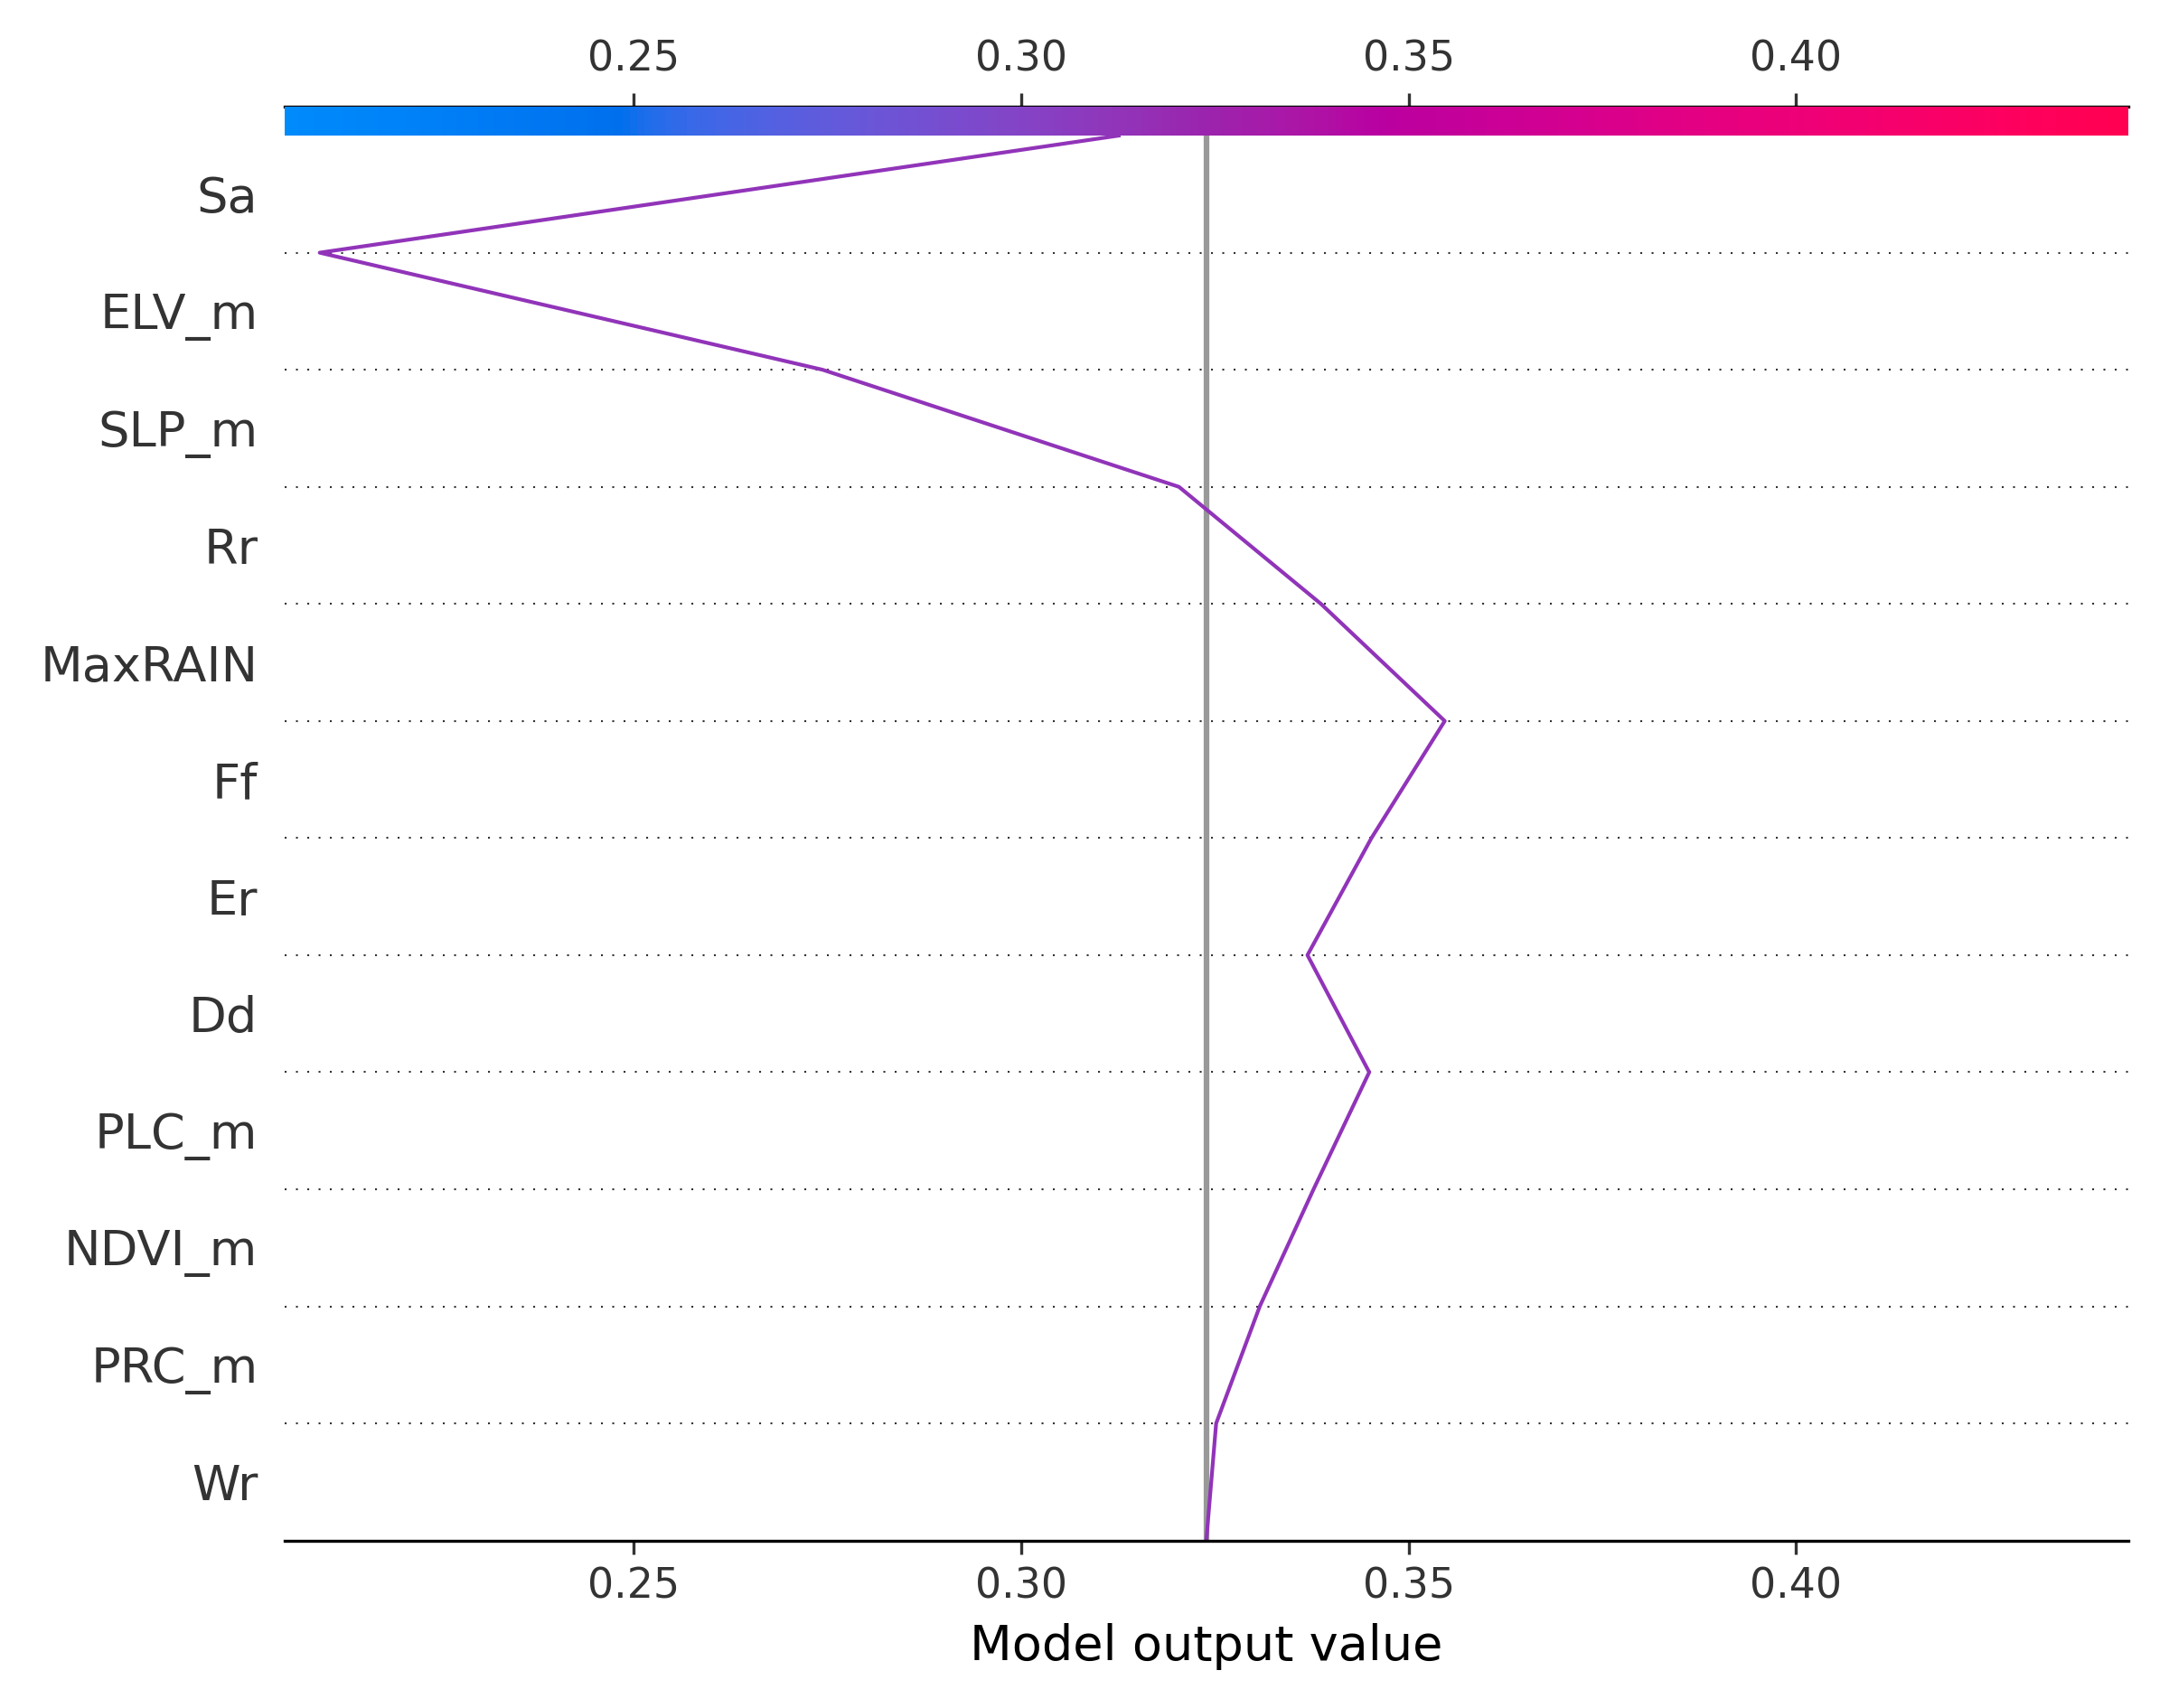 0.25 0.30 0.35 0.40
Sa
ELV_m
SLP_m
Rr
MaxRAIN
Ff
Er
Dd
PLC_m
NDVI_m
PRC_m
Wr
0.25 0.30 0.35 0.40
Model output value